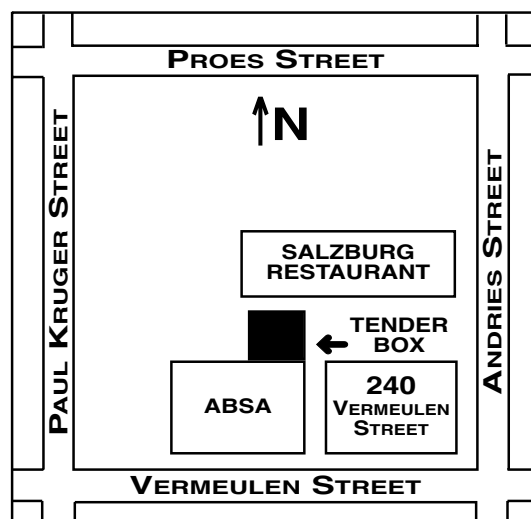 PROES STREET
N
PAUL KRUGER STREET
ANDRIES STREET
SALZBURG
RESTAURANT
TENDER
BOX
ABSA
240
VERMEULEN
STREET
VERMEULEN STREET